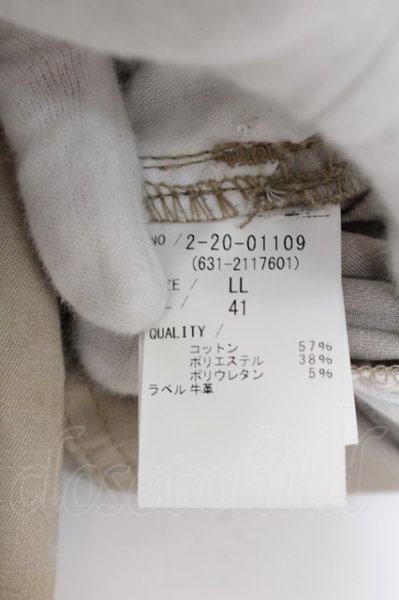 NO / 2-20-01109
(631-2117601)
ZE / LL
/ 41
QUALITY /
コットン 57%
ポリエステル 38%
ポリウレタン 5%
ラベル 牛革
closetchild